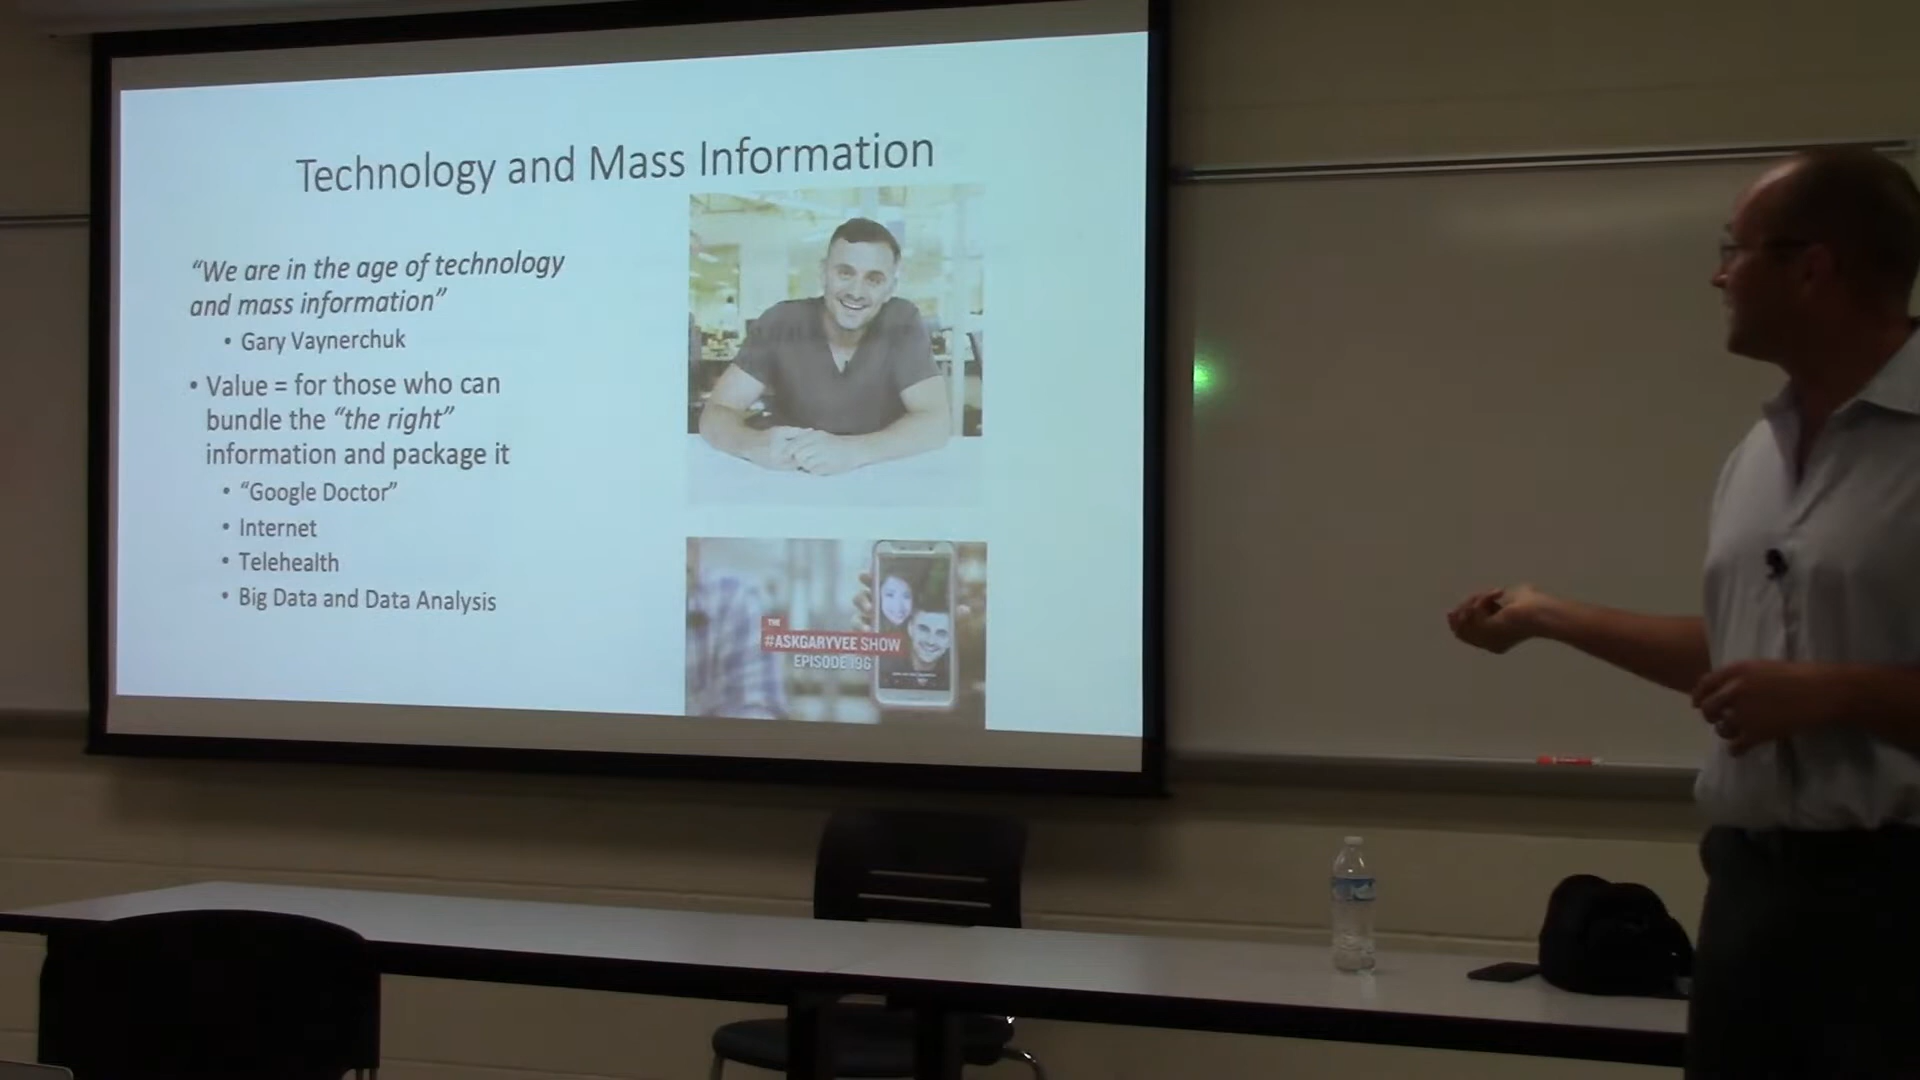 Technology and Mass Information
“We are in the age of technology
and mass information”
• Gary Vaynerchuk
• Value = for those who can
bundle the “the right”
information and package it
• “Google Doctor”
• Internet
• Telehealth
• Big Data and Data Analysis
THE
#ASKGARYVEE SHOW
EPISODE 196